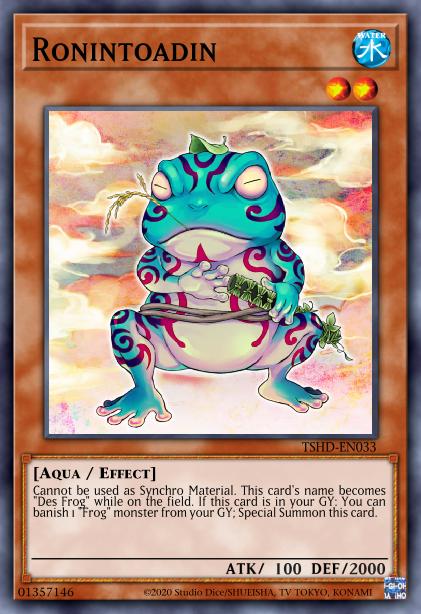 RONINTOADIN
WATER
水
TSHD-EN033
[AQUA / EFFECT]
Cannot be used as Synchro Material. This card's name becomes
"Des Frog" while on the field. If this card is in your GY: You can
banish 1 "Frog" monster from your GY; Special Summon this card.
ATK/ 100 DEF/2000
01357146
©2020 Studio Dice/SHUEISHA, TV TOKYO, KONAMI